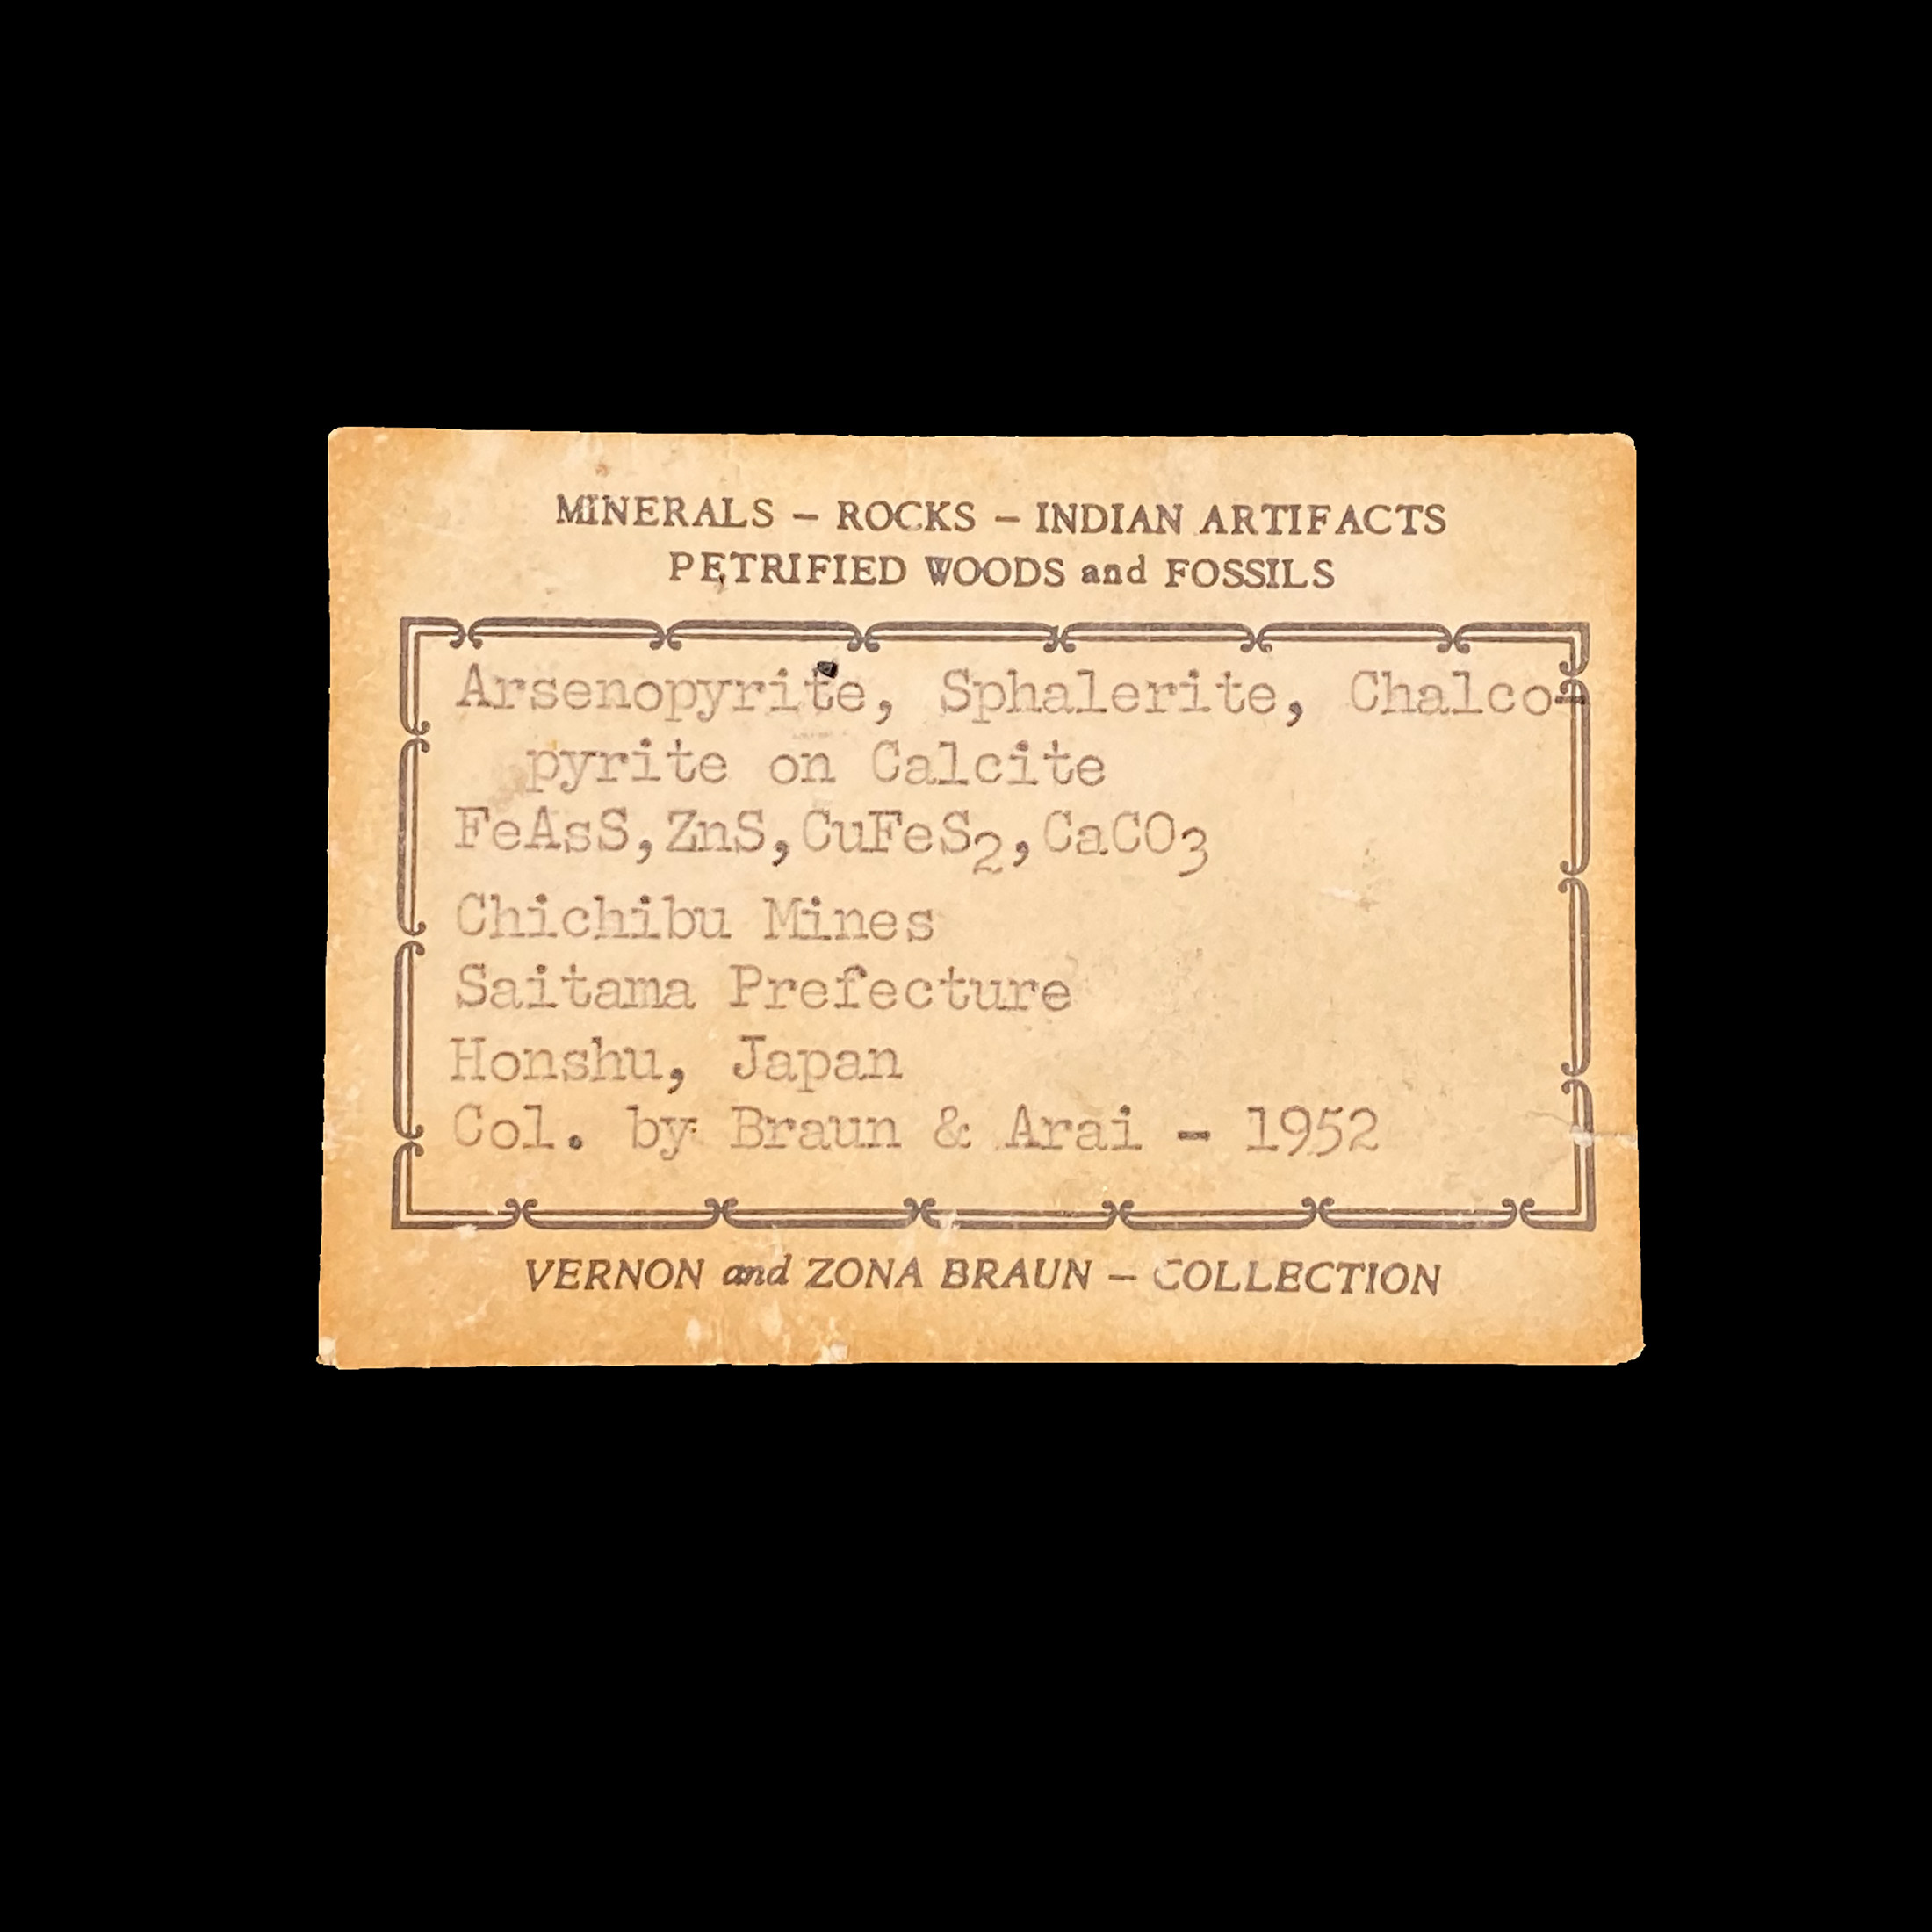 MINERALS – ROCKS – INDIAN ARTIFACTS
PETRIFIED WOODS and FOSSILS
Arsenopyrite, Sphalerite, Chalco-
pyrite on Calcite
FeAsS,ZnS,CuFeS2,CaCO3
Chichibu Mines
Saitama Prefecture
Honshu, Japan
Col. by Braun & Arai - 1952
VERNON and ZONA BRAUN – COLLECTION